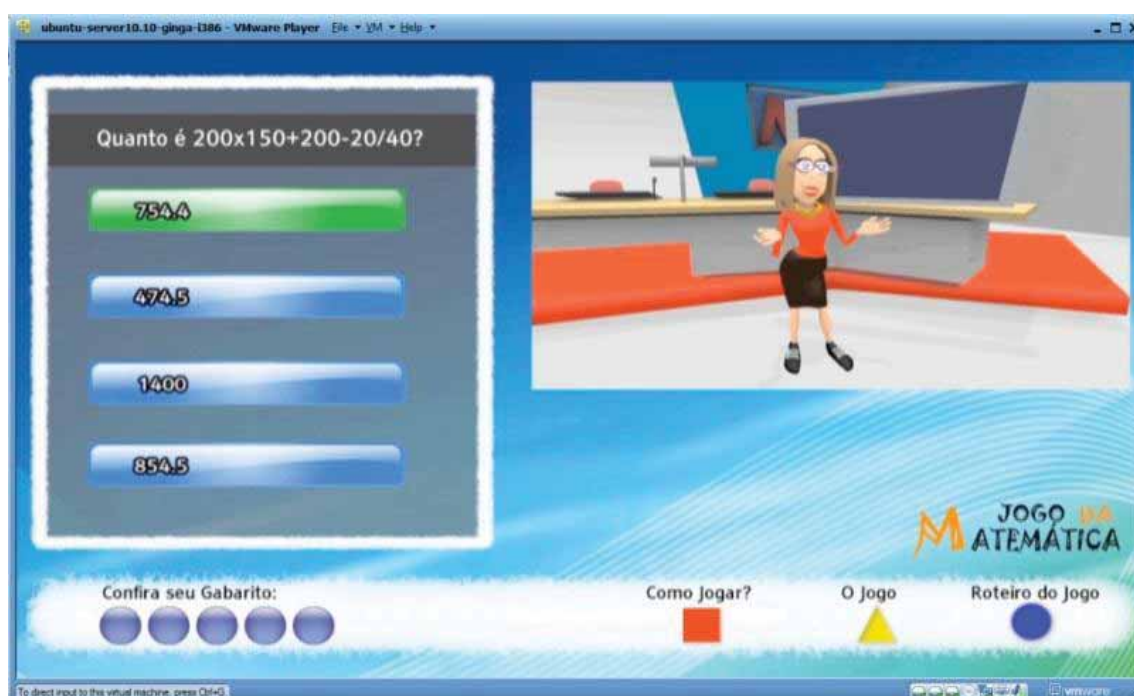 ubuntu-server10.10-ginga-i386 - VMware Player File VM Help
Quanto é 200x150+200-20/40?
754.4
474.5
1400
854.5
JOGO DA
MATEMÁTICA
Confira seu Gabarito:
Como Jogar?
O Jogo
Roteiro do Jogo
To direct input to this virtual machine, press Ctrl+G.
vmware